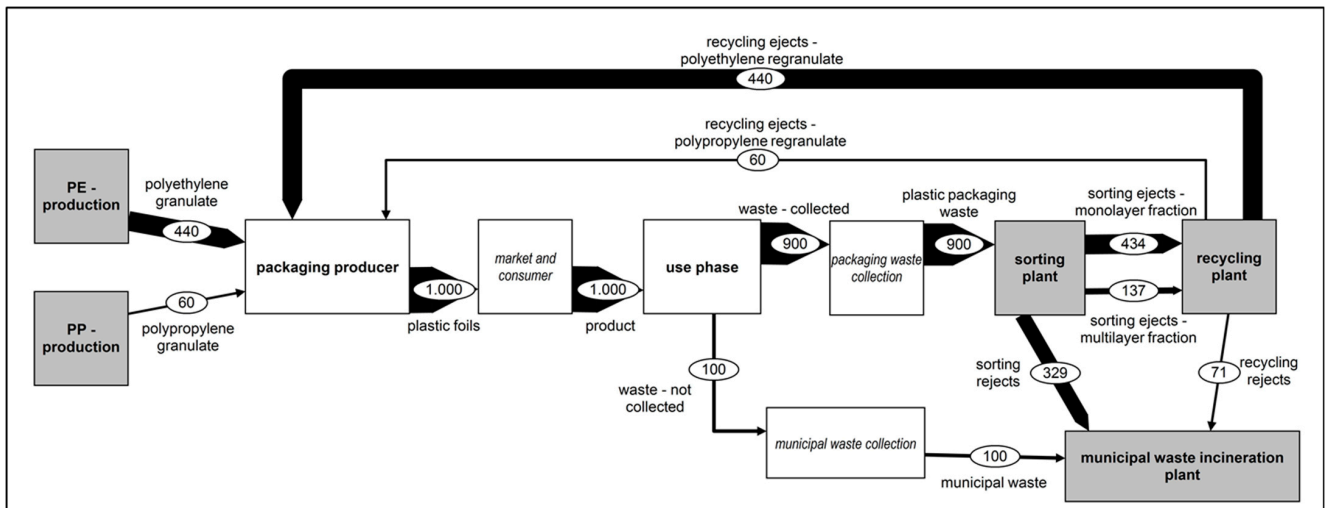 recycling ejects -
polyethylene regranulate
440
recycling ejects -
polypropylene regranulate
60
PE -
production
polyethylene
granulate
440
PP -
production
60
polypropylene
granulate
packaging producer
1.000
plastic foils
market and
consumer
1.000
product
use phase
waste - collected
900
packaging waste
collection
plastic packaging
waste
900
sorting
plant
sorting ejects -
monolayer fraction
434
137
sorting ejects -
multilayer fraction
recycling
plant
100
waste - not
collected
municipal waste collection
100
municipal waste
sorting
rejects
329
71
recycling
rejects
municipal waste incineration
plant